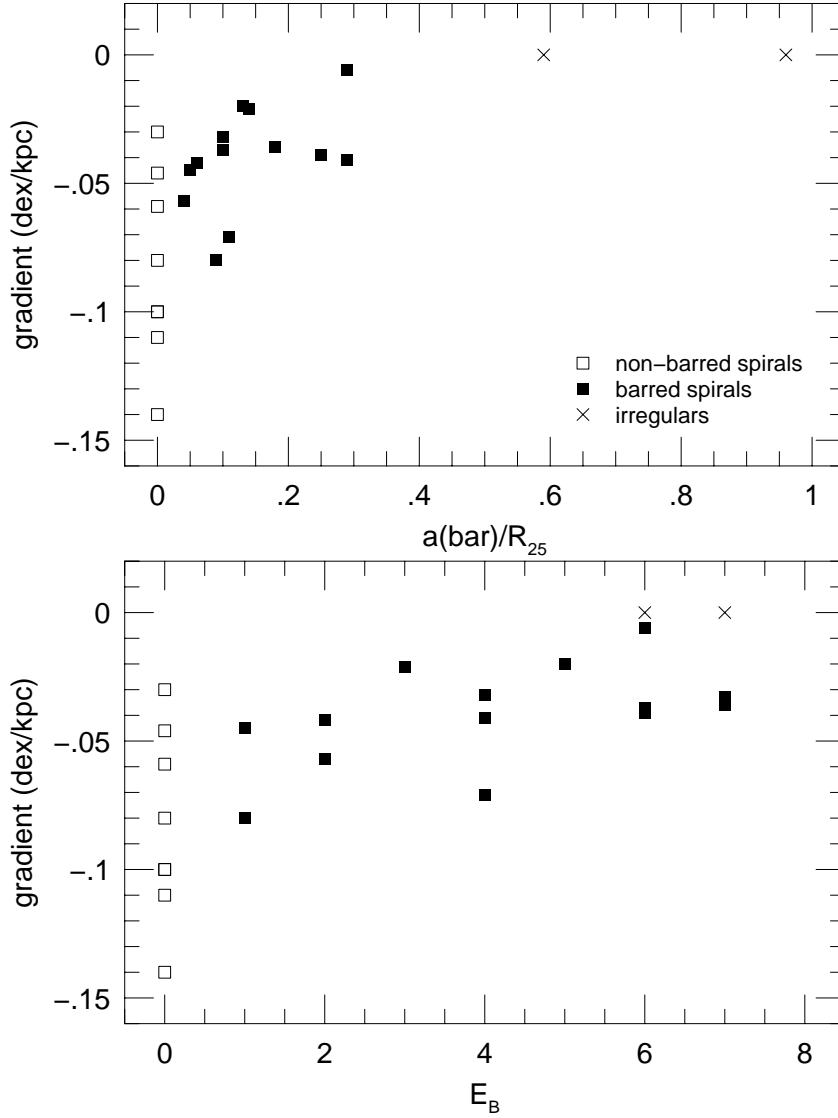 0
−.05
−.1
−.15
gradient (dex/kpc)
non−barred spirals
barred spirals
irregulars
0 .2 .4 .6 .8 1
a(bar)/R25
0
−.05
−.1
−.15
gradient (dex/kpc)
0 2 4 6 8
EB